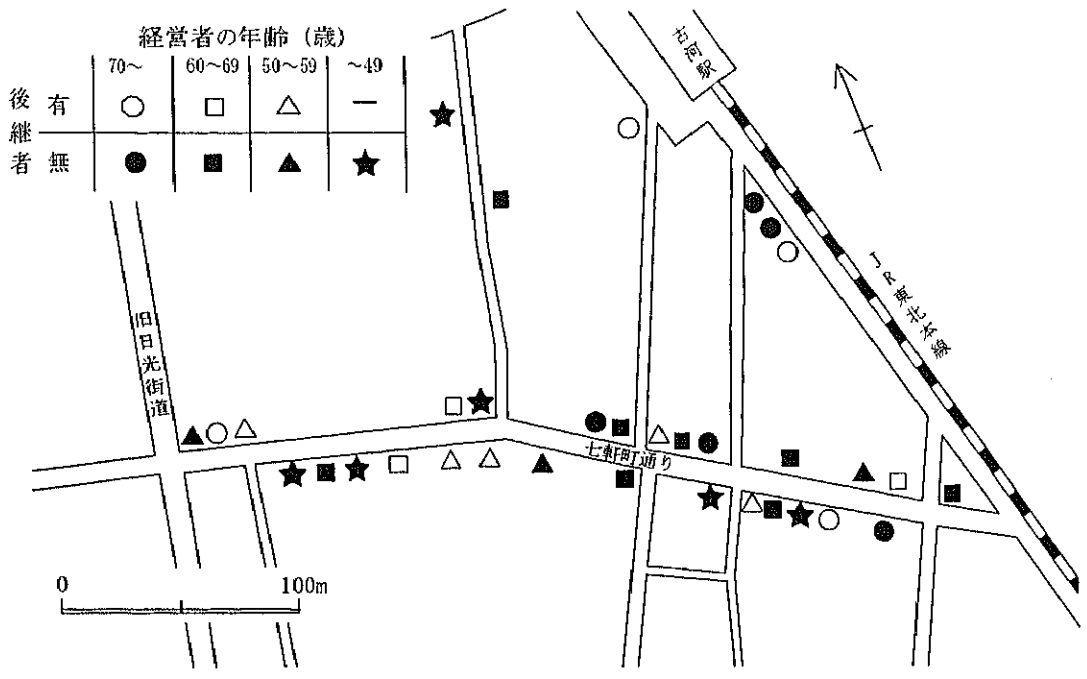 経営者の年齢（歳）
70～ 60～69 50～59 ～49
後継者
有 ○ □ △ ー
無 ● ■ ▲ ★
古河駅
JR東北本線
旧日光街道
七軒町通り
0 100m